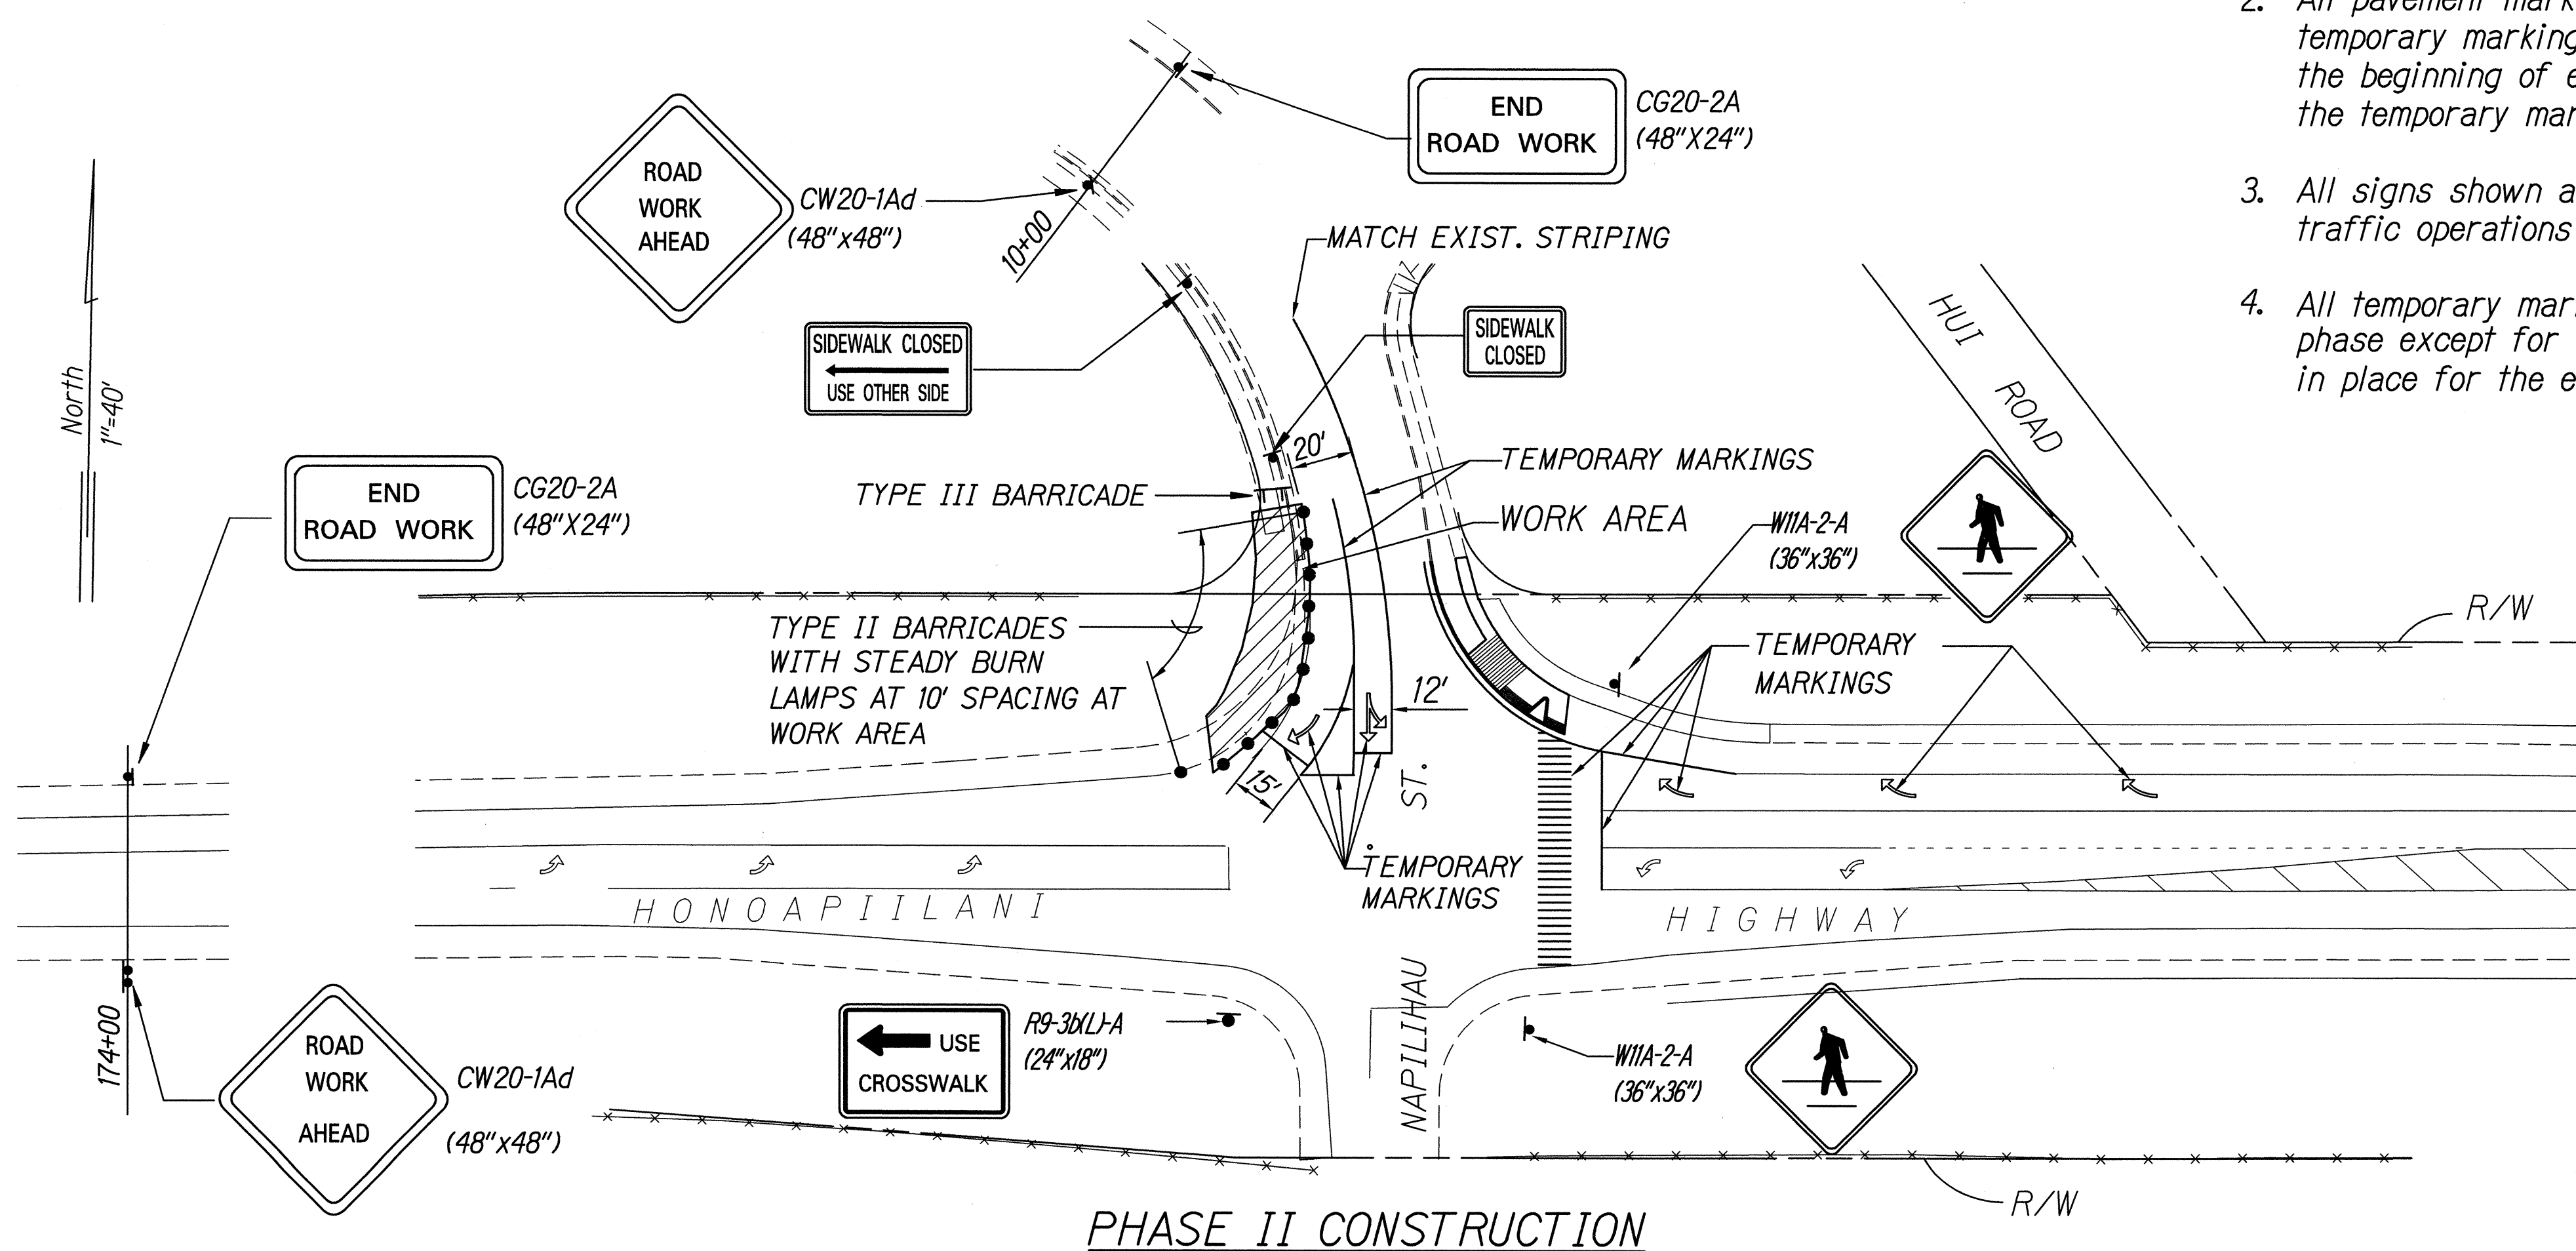 2. All pavement mark
temporary marking
the beginning of e
the temporary mar
3. All signs shown a
traffic operations
4. All temporary mar
phase except for
in place for the e
END
ROAD WORK
CG20-2A
(48"X24")
ROAD
WORK
AHEAD
CW20-1Ad
(48"x48")
10+00
MATCH EXIST. STRIPING
SIDEWALK CLOSED
USE OTHER SIDE
SIDEWALK
CLOSED
HUI ROAD
North
1"=40'
20'
END
ROAD WORK
CG20-2A
(48"X24")
TYPE III BARRICADE
TEMPORARY MARKINGS
WORK AREA
W11A-2-A
(36"x36")
R/W
TYPE II BARRICADES
WITH STEADY BURN
LAMPS AT 10' SPACING AT
WORK AREA
TEMPORARY
MARKINGS
12'
15'
ST.
TEMPORARY
MARKINGS
HONOAPIILANI
HIGHWAY
NAPILIHAU
174+00
ROAD
WORK
AHEAD
CW20-1Ad
(48"x48")
USE
CROSSWALK
R9-3b(L)-A
(24"x18")
W11A-2-A
(36"x36")
R/W
PHASE II CONSTRUCTION